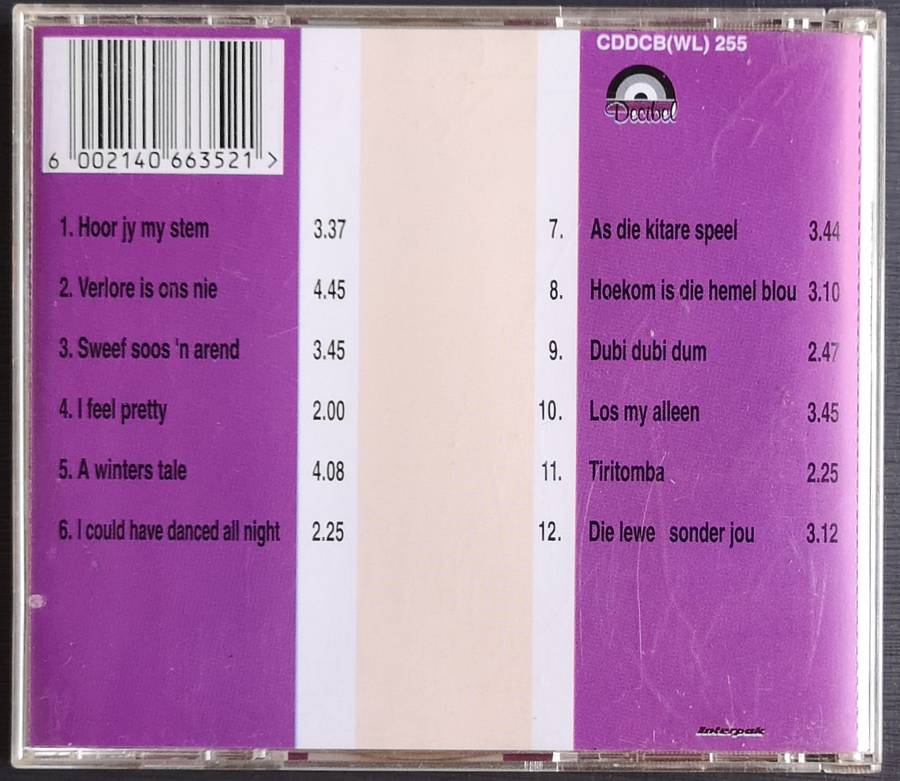 CDDCB(WL) 255
Decibel
6 002140 663521 >
1. Hoor jy my stem 3.37
2. Verlore is ons nie 4.45
3. Sweef soos 'n arend 3.45
4. I feel pretty 2.00
5. A winters tale 4.08
6. I could have danced all night 2.25
7. As die kitare speel 3.44
8. Hoekom is die hemel blou 3.10
9. Dubi dubi dum 2.47
10. Los my alleen 3.45
11. Tiritomba 2.25
12. Die lewe sonder jou 3.12
Interpak